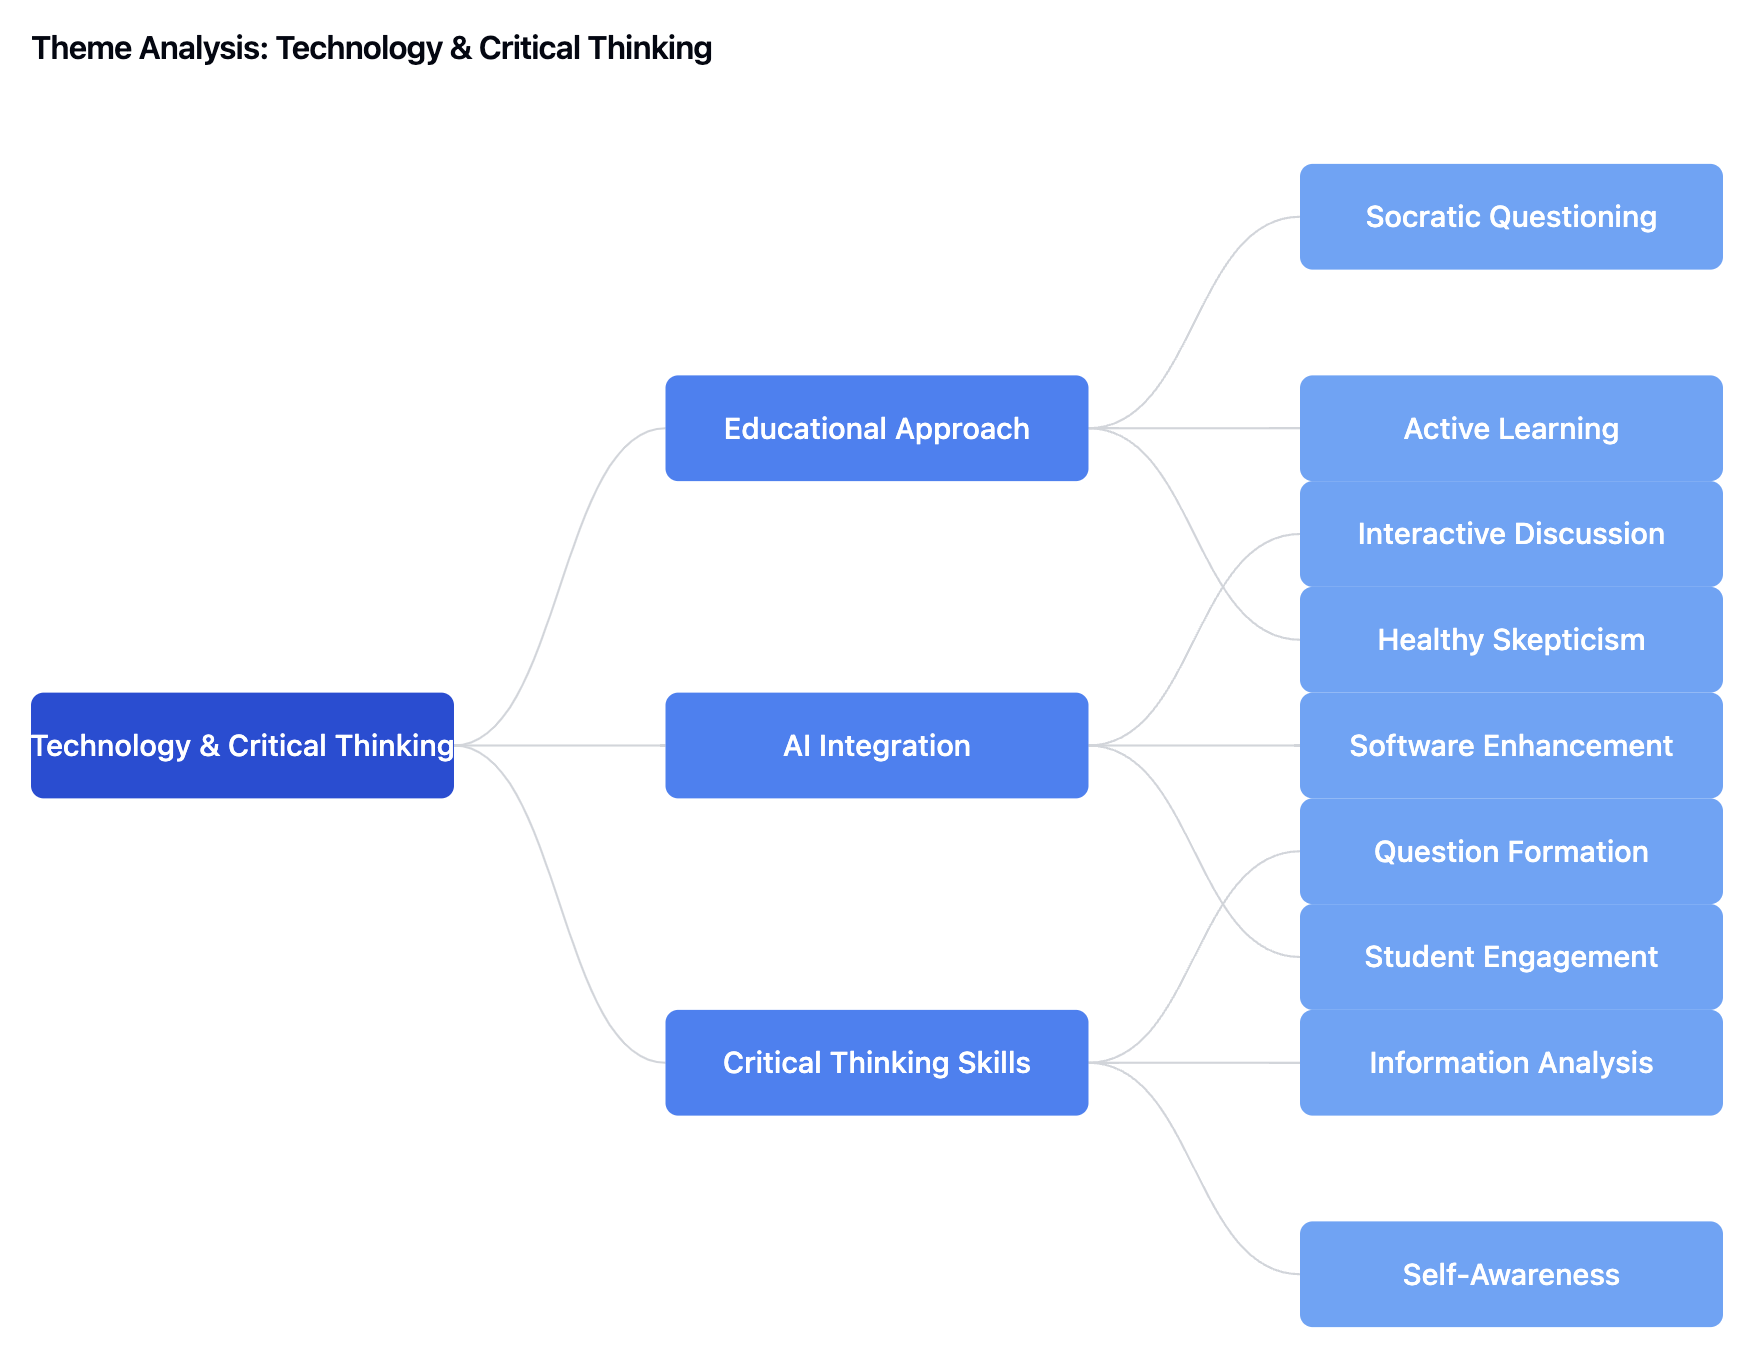 Theme Analysis: Technology & Critical Thinking
Technology & Critical Thinking
Educational Approach
AI Integration
Critical Thinking Skills
Socratic Questioning
Active Learning
Interactive Discussion
Healthy Skepticism
Software Enhancement
Question Formation
Student Engagement
Information Analysis
Self-Awareness